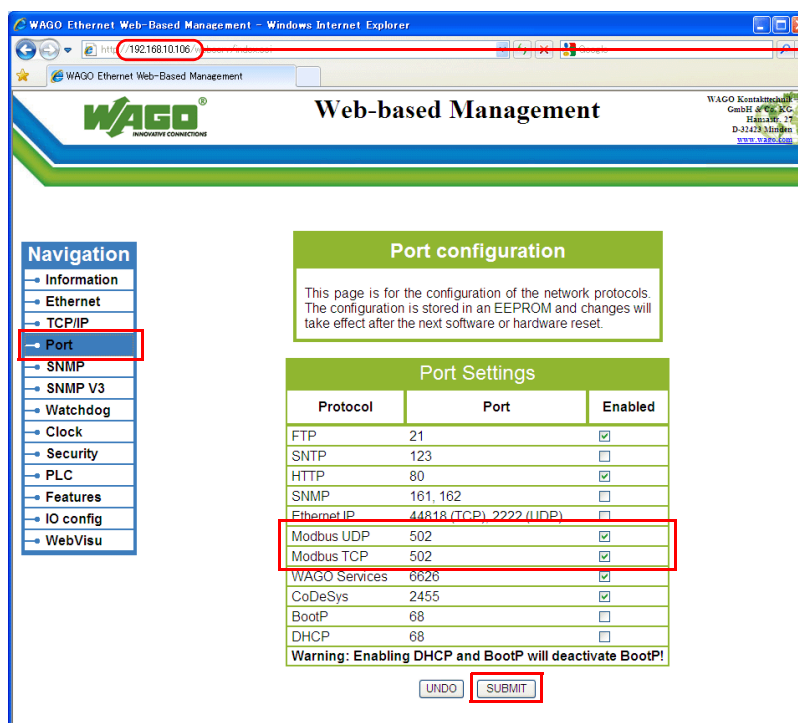 WAGO Ethernet Web-Based Management - Windows Internet Explorer
http://192.168.10.106/
Google
WAGO Ethernet Web-Based Management
WAGO®
INNOVATIVE CONNECTIONS
Web-based Management
WAGO Kontakttechnik
GmbH & Co. KG
Hansastr. 27
D-32423 Minden
www.wago.com
Navigation
Information
Ethernet
TCP/IP
Port
SNMP
SNMP V3
Watchdog
Clock
Security
PLC
Features
IO config
WebVisu
Port configuration
This page is for the configuration of the network protocols.
The configuration is stored in an EEPROM and changes will
take effect after the next software or hardware reset.
Port Settings
Protocol Port Enabled
FTP 21
SNTP 123
HTTP 80
SNMP 161, 162
Ethernet IP 44818 (TCP), 2222 (UDP)
Modbus UDP 502
Modbus TCP 502
WAGO Services 6626
CoDeSys 2455
BootP 68
DHCP 68
Warning: Enabling DHCP and BootP will deactivate BootP!
UNDO SUBMIT